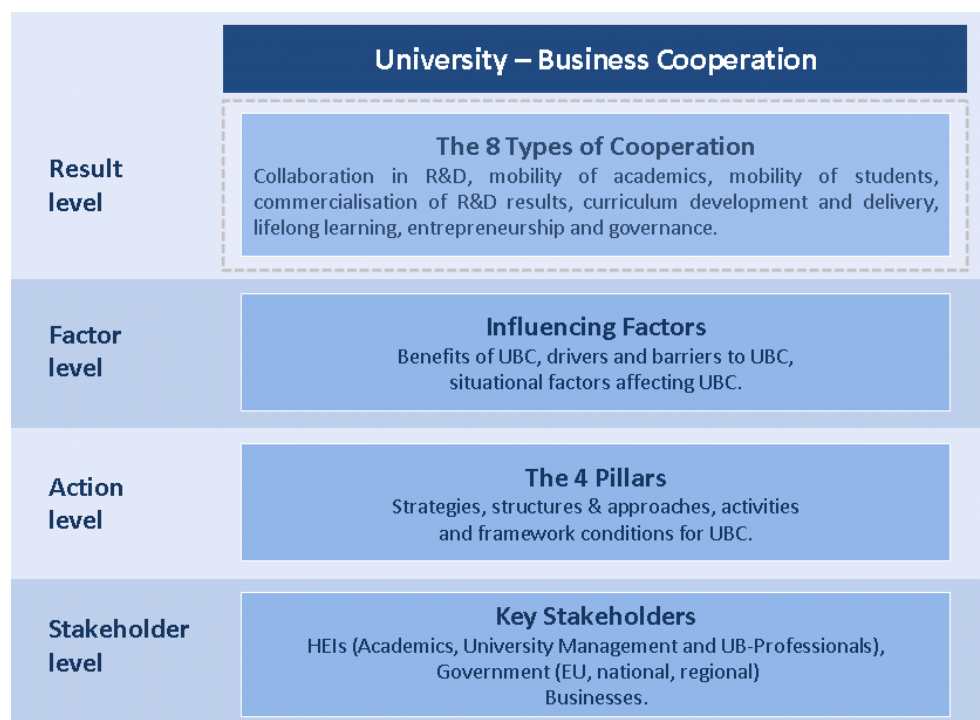 University – Business Cooperation
Result
level
The 8 Types of Cooperation
Collaboration in R&D, mobility of academics, mobility of students,
commercialisation of R&D results, curriculum development and delivery,
lifelong learning, entrepreneurship and governance.
Factor
level
Influencing Factors
Benefits of UBC, drivers and barriers to UBC,
situational factors affecting UBC.
Action
level
The 4 Pillars
Strategies, structures & approaches, activities
and framework conditions for UBC.
Stakeholder
level
Key Stakeholders
HEIs (Academics, University Management and UB-Professionals),
Government (EU, national, regional)
Businesses.